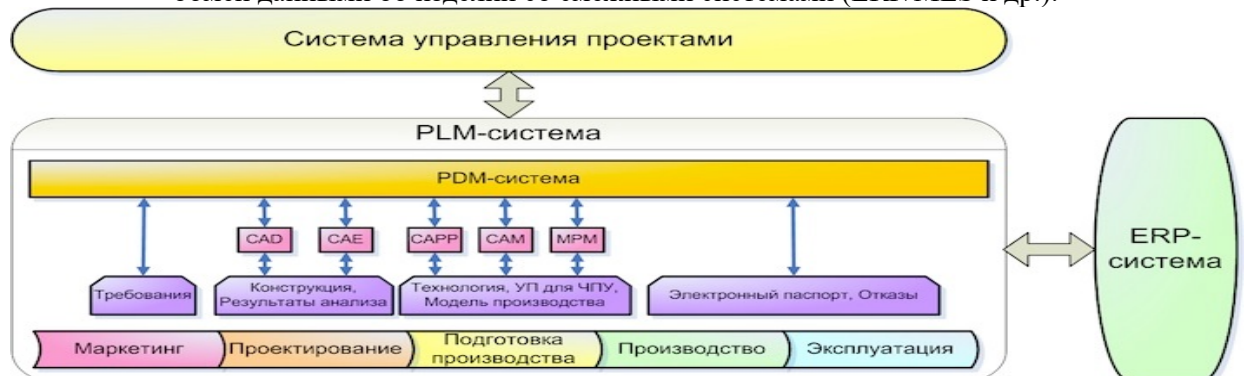 Система управления проектами
PLM-система
PDM-система
CAD
CAE
CAPP
CAM
MPM
ERP-
система
Требования
Конструкция,
Результаты анализа
Технология, УП для ЧПУ,
Модель производства
Электронный паспорт, Отказы
Маркетинг
Проектирование
Подготовка
производства
Производство
Эксплуатация